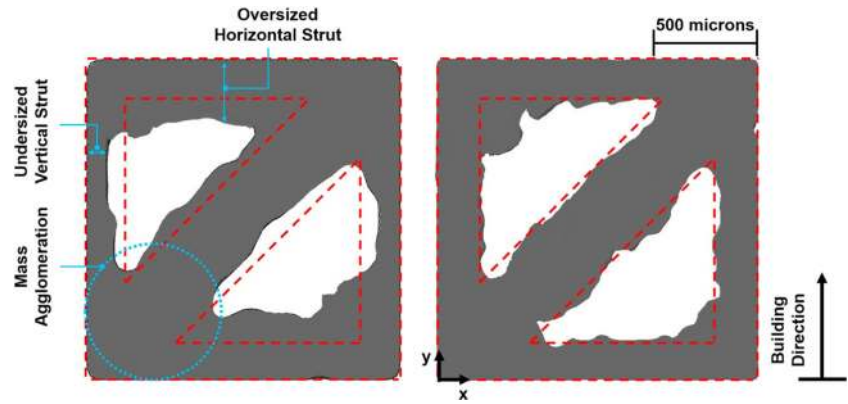 Oversized
Horizontal Strut
500 microns
Undersized
Vertical Strut
Mass
Agglomeration
y
x
Building
Direction